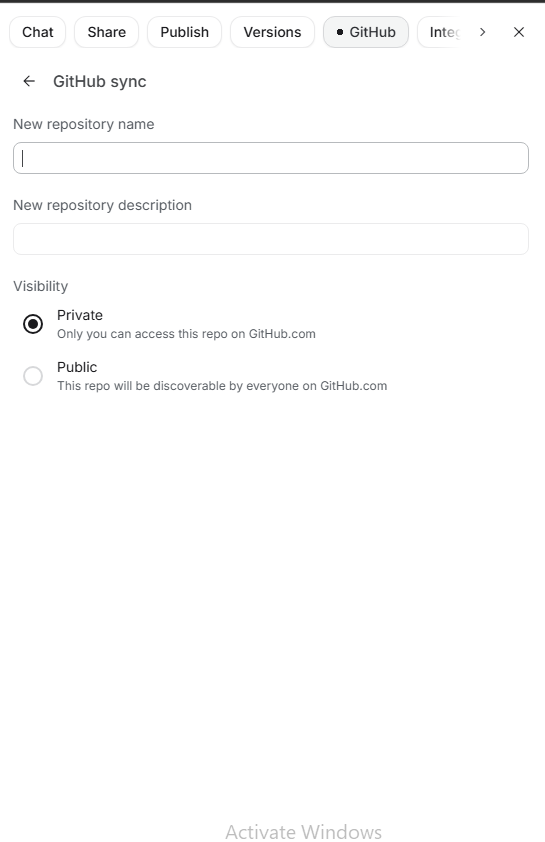 Chat Share Publish Versions GitHub Integ
GitHub sync
New repository name
New repository description
Visibility
Private
Only you can access this repo on GitHub.com
Public
This repo will be discoverable by everyone on GitHub.com
Activate Windows